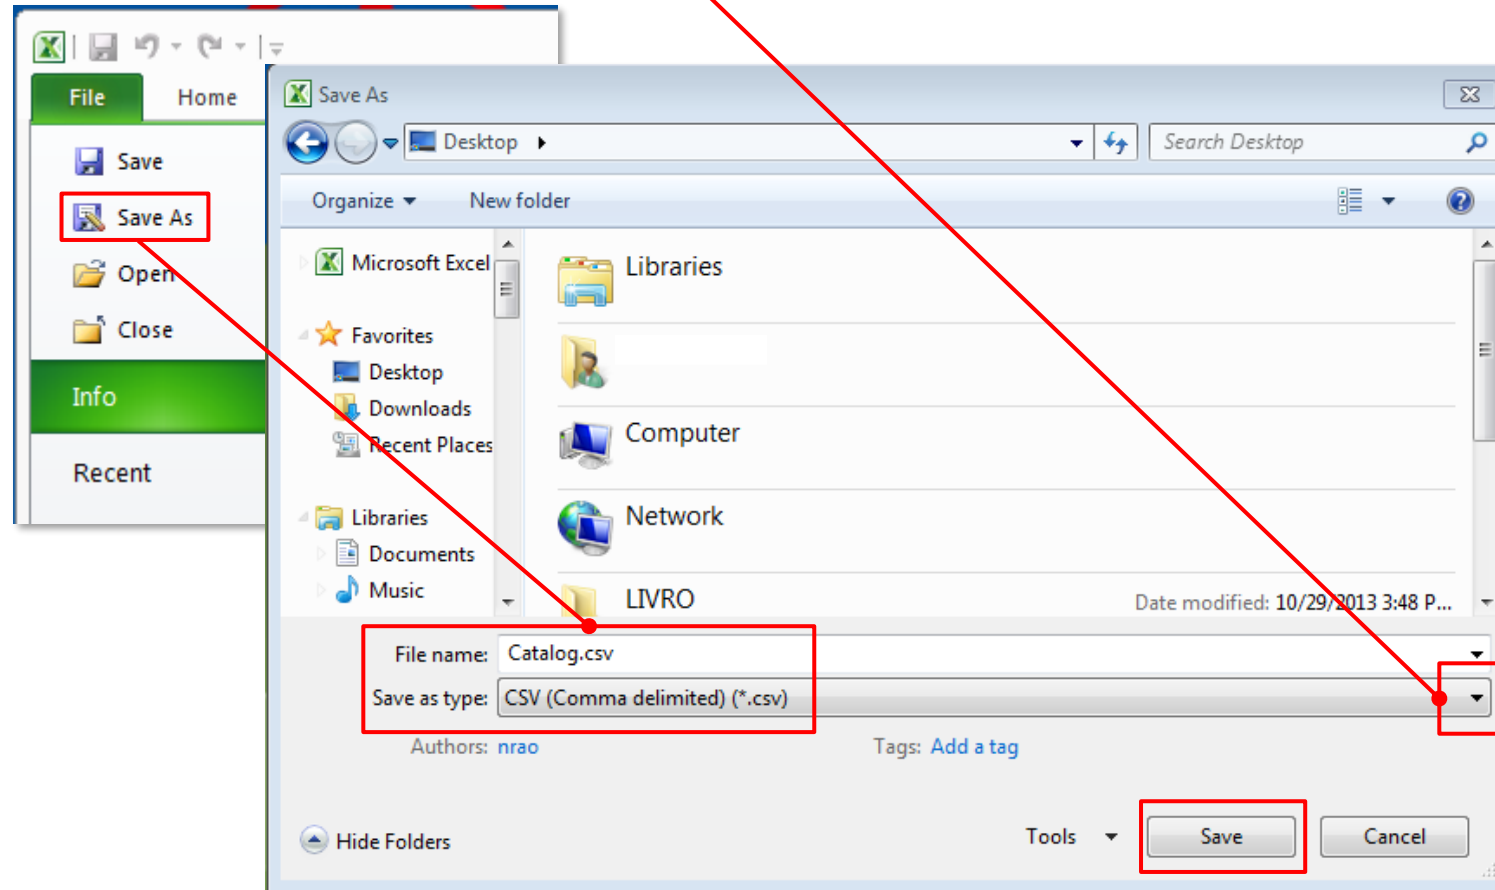 File Home
Save
Save As
Open
Close
Info
Recent
Save As
Desktop
Search Desktop
Organize New folder
Microsoft Excel
Favorites
Desktop
Downloads
Recent Places
Libraries
Documents
Music
Libraries
Computer
Network
LIVRO Date modified: 10/29/2013 3:48 P...
File name: Catalog.csv
Save as type: CSV (Comma delimited) (*.csv)
Authors: nrao Tags: Add a tag
Hide Folders Tools Save Cancel